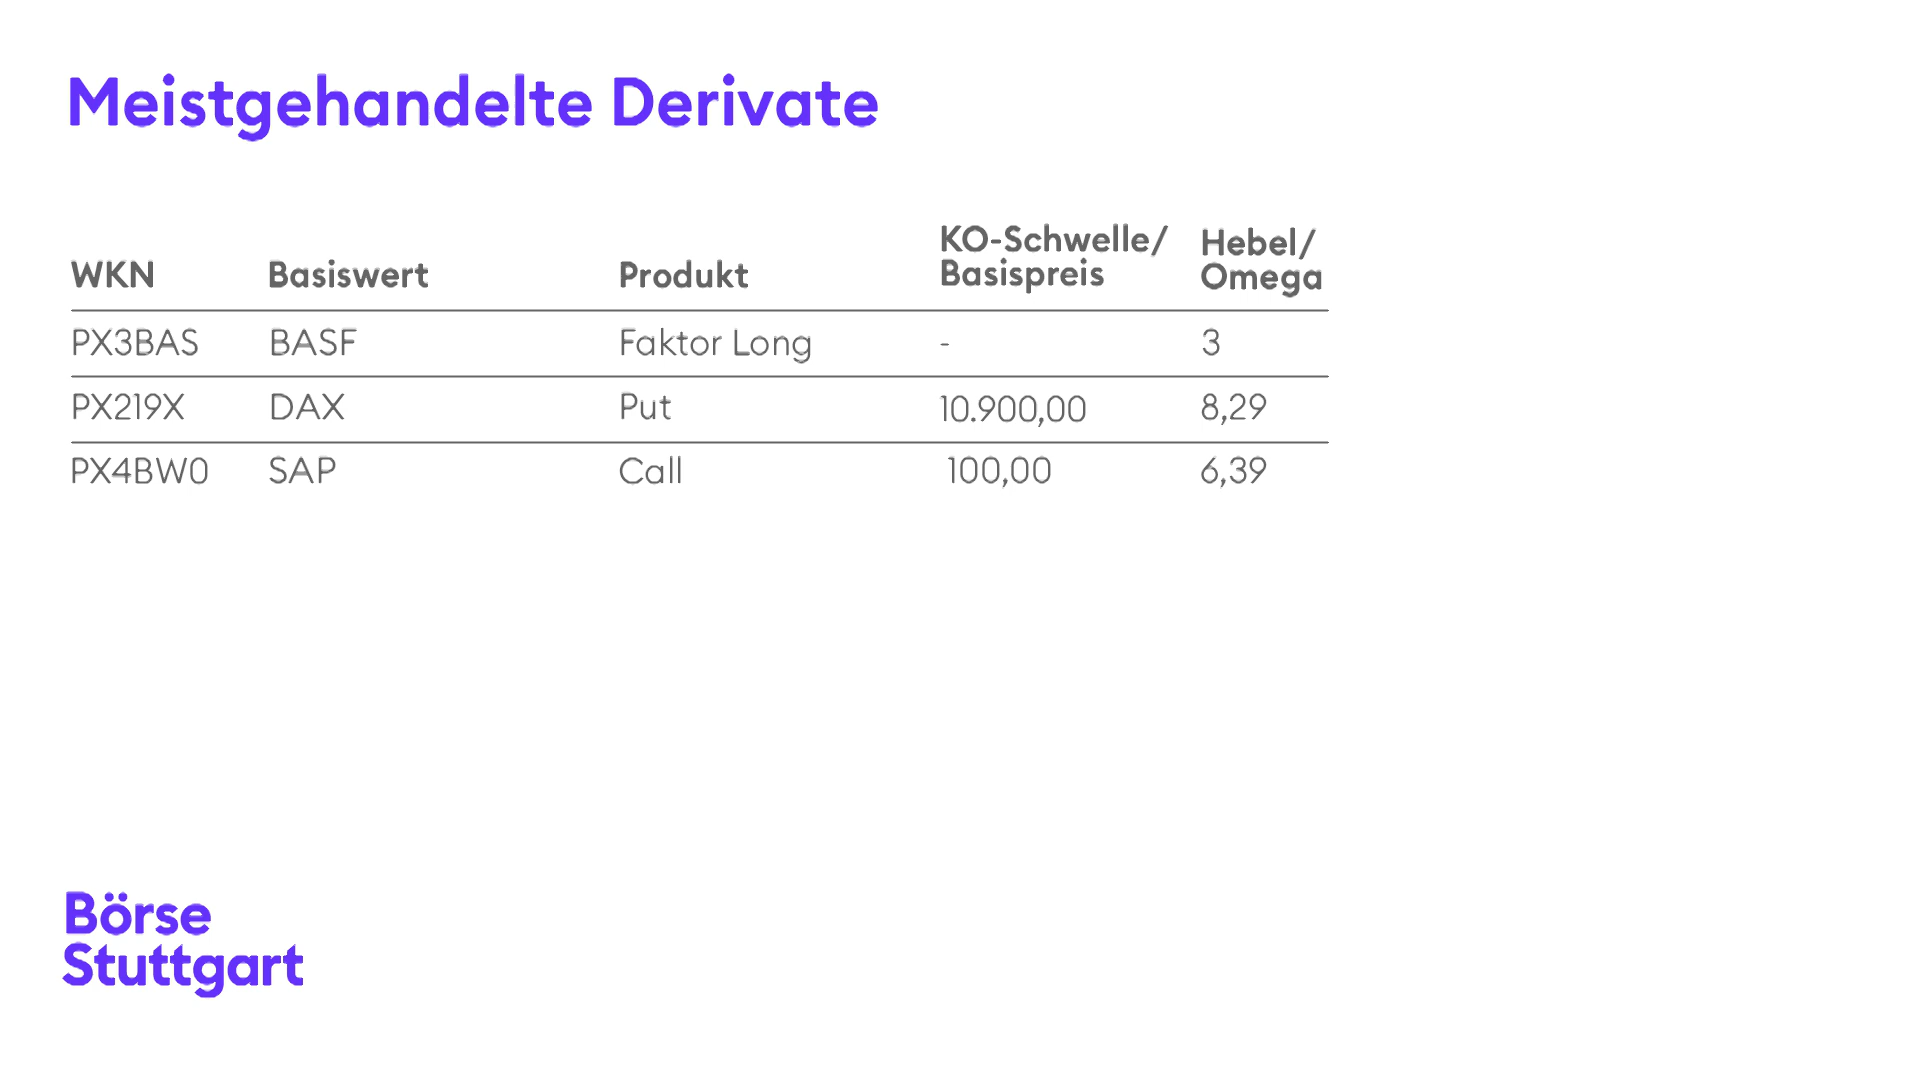 Meistgehandelte Derivate
WKN Basiswert Produkt KO-Schwelle/ Basispreis Hebel/ Omega
PX3BAS BASF Faktor Long - 3
PX219X DAX Put 10.900,00 8,29
PX4BW0 SAP Call 100,00 6,39
Börse
Stuttgart